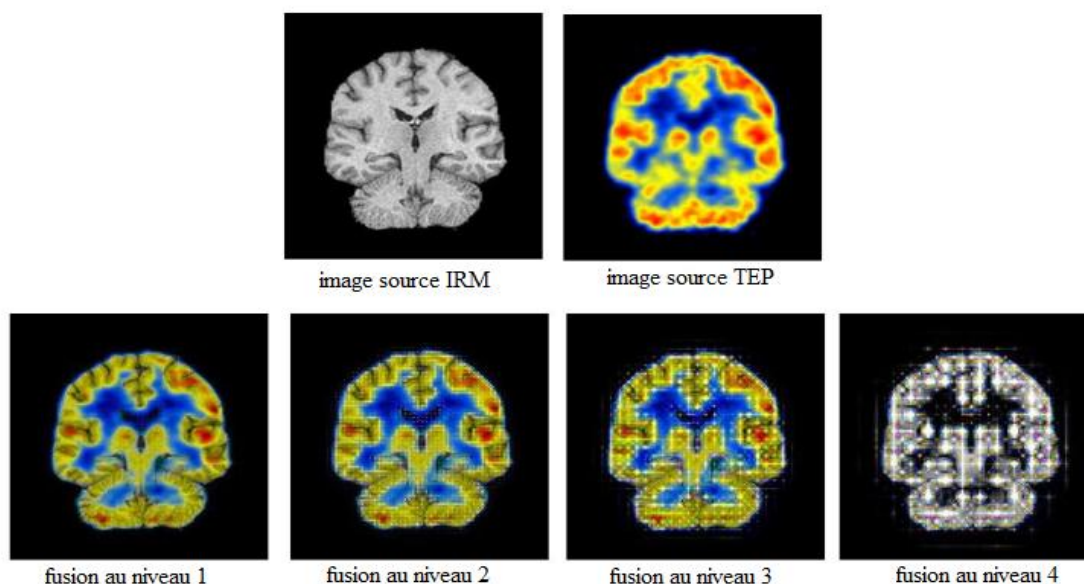 image source IRM
image source TEP
fusion au niveau 1
fusion au niveau 2
fusion au niveau 3
fusion au niveau 4